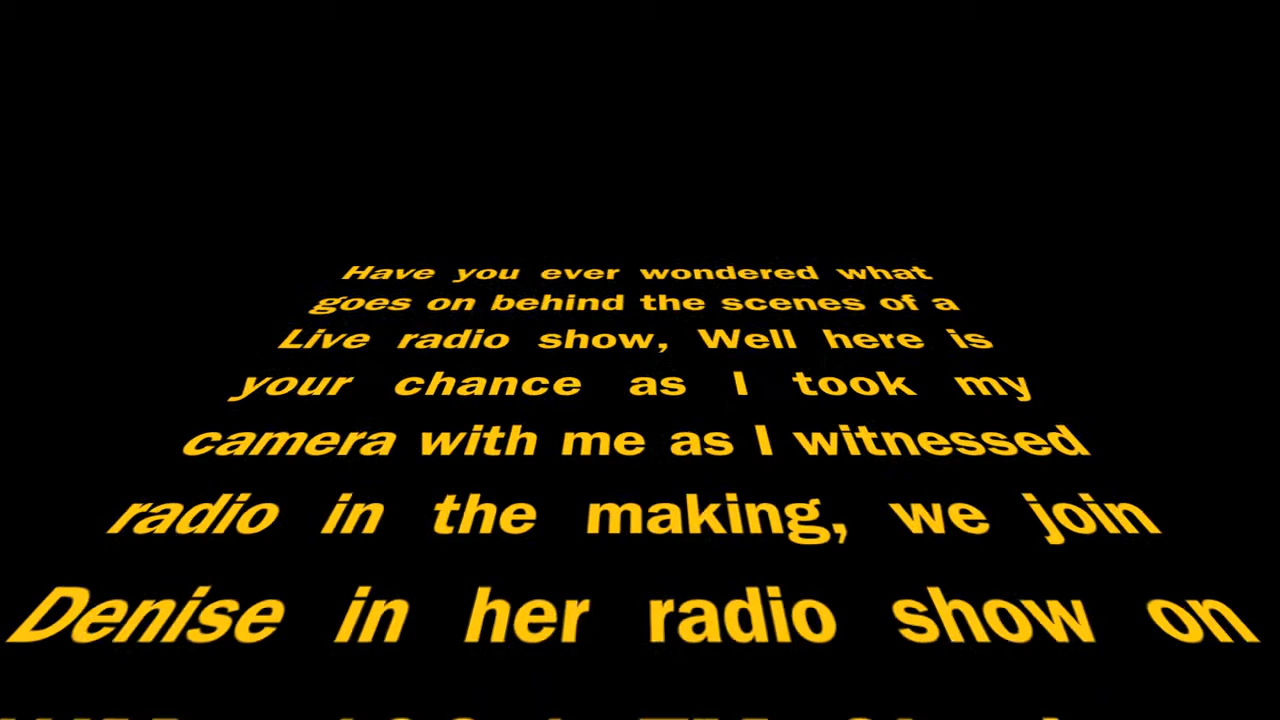 Have you ever wondered what
goes on behind the scenes of a
Live radio show, Well here is
your chance as I took my
camera with me as I witnessed
radio in the making, we join
Denise in her radio show on